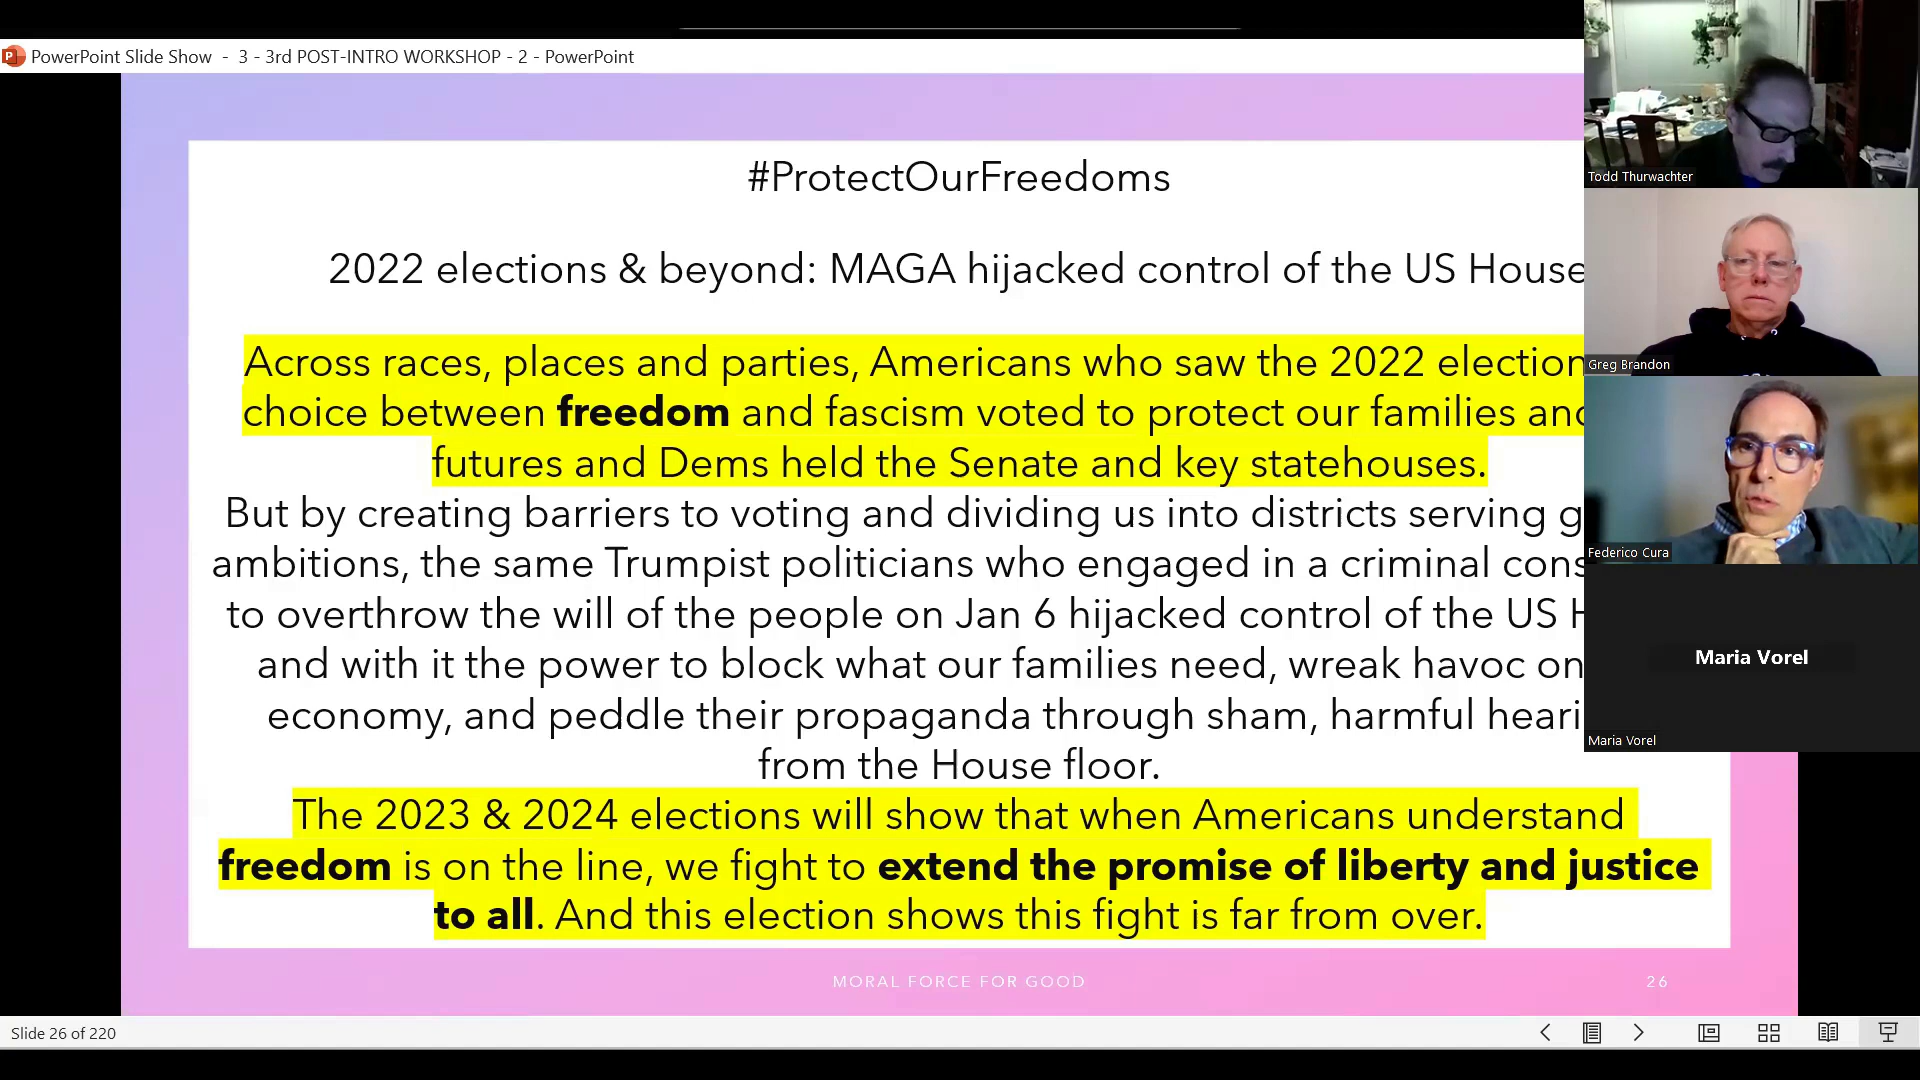 PowerPoint Slide Show - 3 - 3rd POST-INTRO WORKSHOP - 2 - PowerPoint
#ProtectOurFreedoms
2022 elections & beyond: MAGA hijacked control of the US House
Across races, places and parties, Americans who saw the 2022 election
choice between freedom and fascism voted to protect our families
futures and Dems held the Senate and key statehouses.
But by creating barriers to voting and dividing us into districts serving
ambitions, the same Trumpist politicians who engaged in a criminal
to overthrow the will of the people on Jan 6 hijacked control of the US
and with it the power to block what our families need, wreak havoc on
economy, and peddle their propaganda through sham, harmful
from the House floor.
The 2023 & 2024 elections will show that when Americans understand
freedom is on the line, we fight to extend the promise of liberty and justice
to all. And this election shows this fight is far from over.
MORAL FORCE FOR GOOD
26
Todd Thurwachter
Greg Brandon
Federico Cura
Maria Vorel
Maria Vorel
Slide 26 of 220